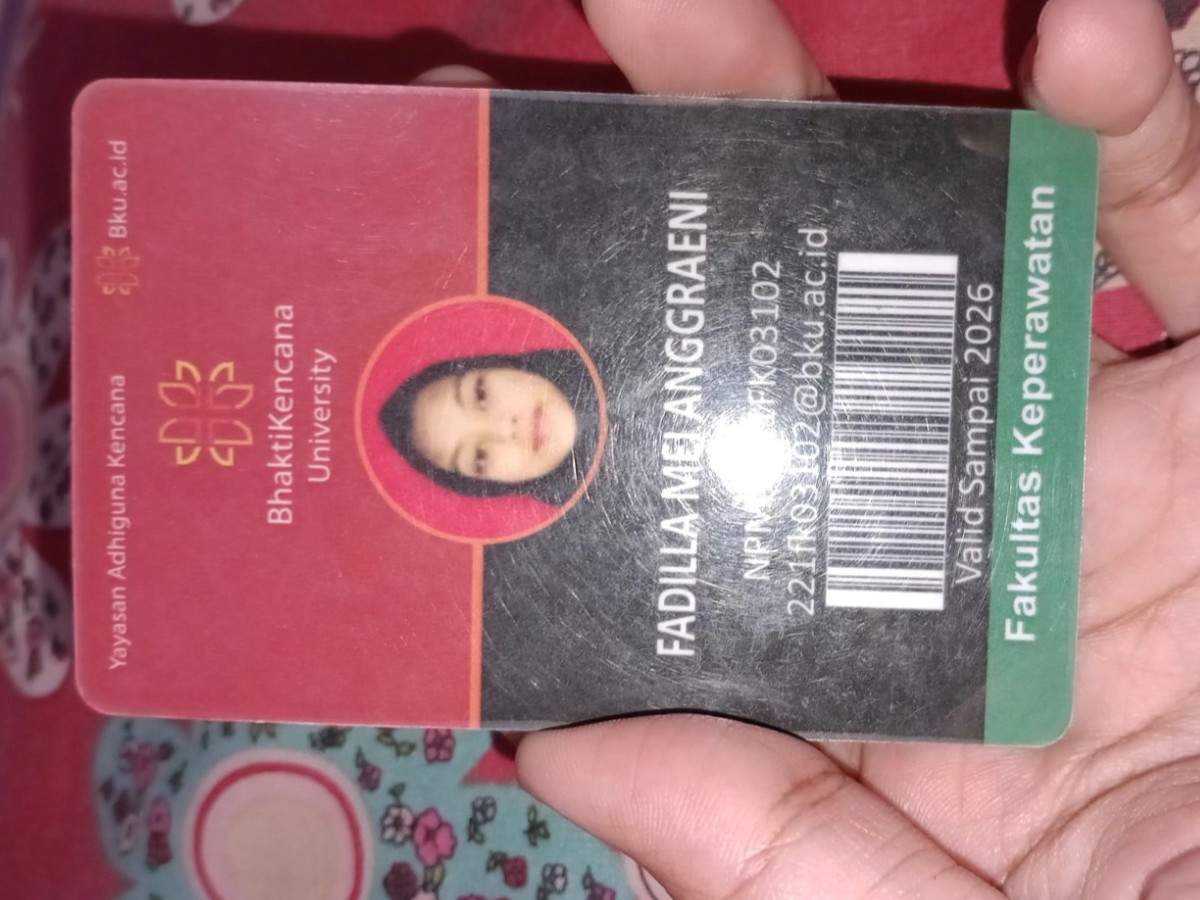 Yayasan Adhiguna Kencana
Bku.ac.id
BhaktiKencana
University
FADILLA MEI ANGGRAENI
NPM
FK03102
221fk03102@bku.ac.id
Valid Sampai 2026
Fakultas Keperawatan